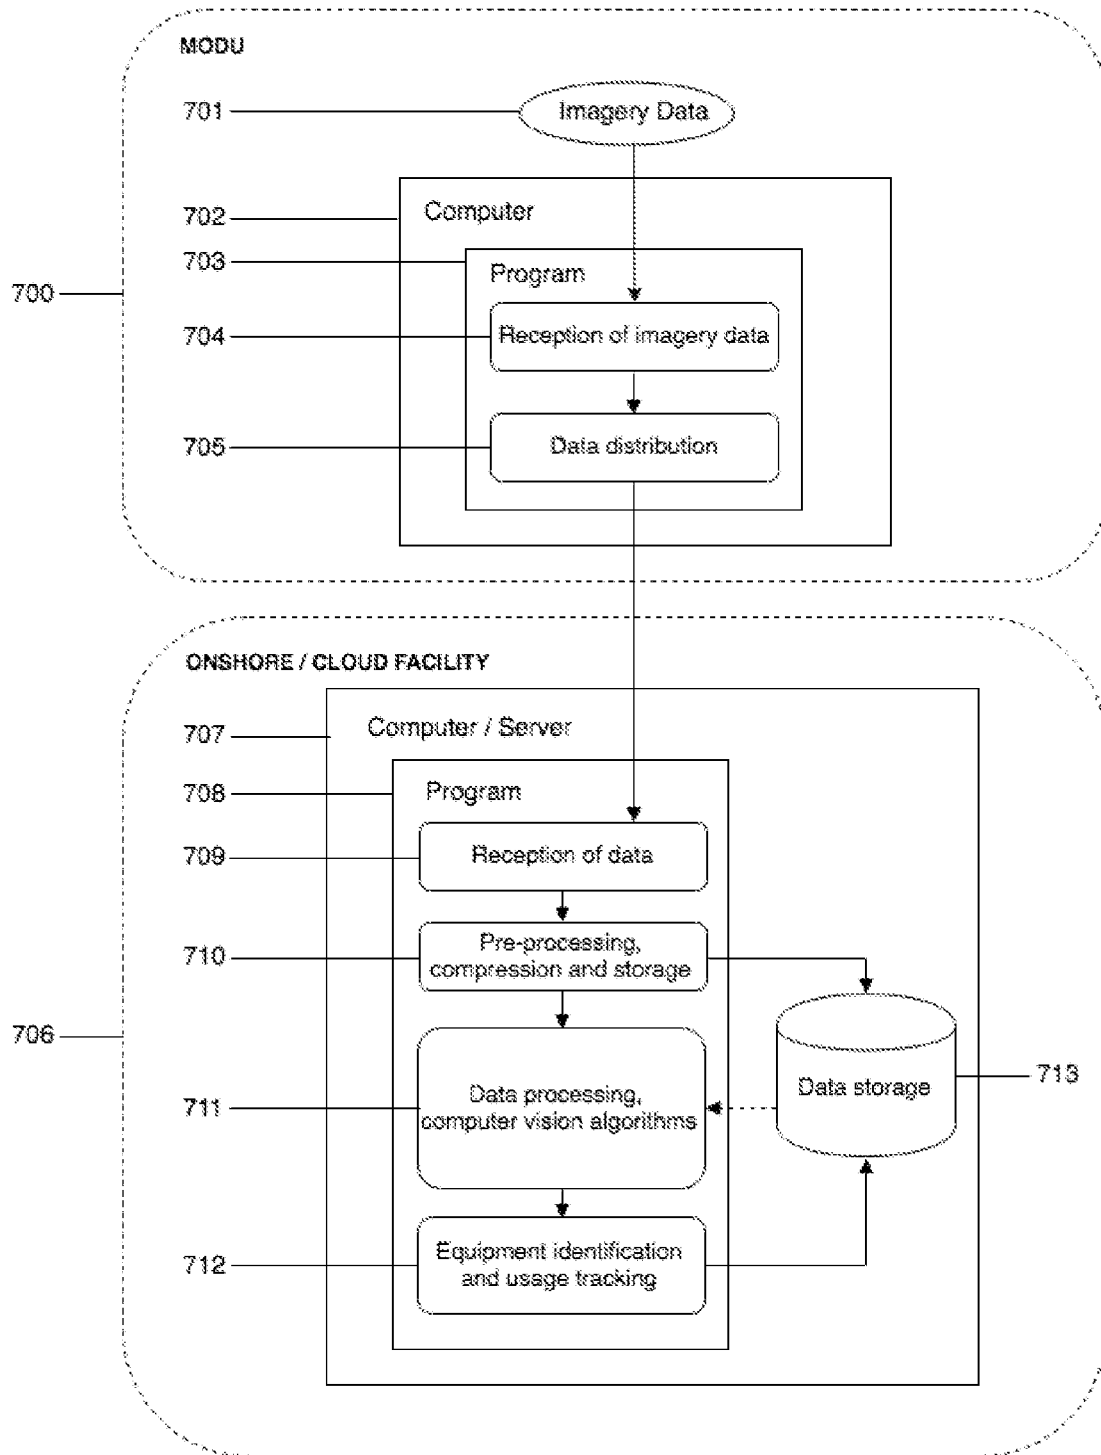 MODU
701
Imagery Data
702
Computer
703
Program
700
704
Reception of imagery data
705
Data distribution
ONSHORE / CLOUD FACILITY
707
Computer / Server
708
Program
709
Reception of data
710
Pre-processing,
compression and storage
706
711
Data processing,
computer vision algorithms
Data storage
713
712
Equipment identification
and usage tracking